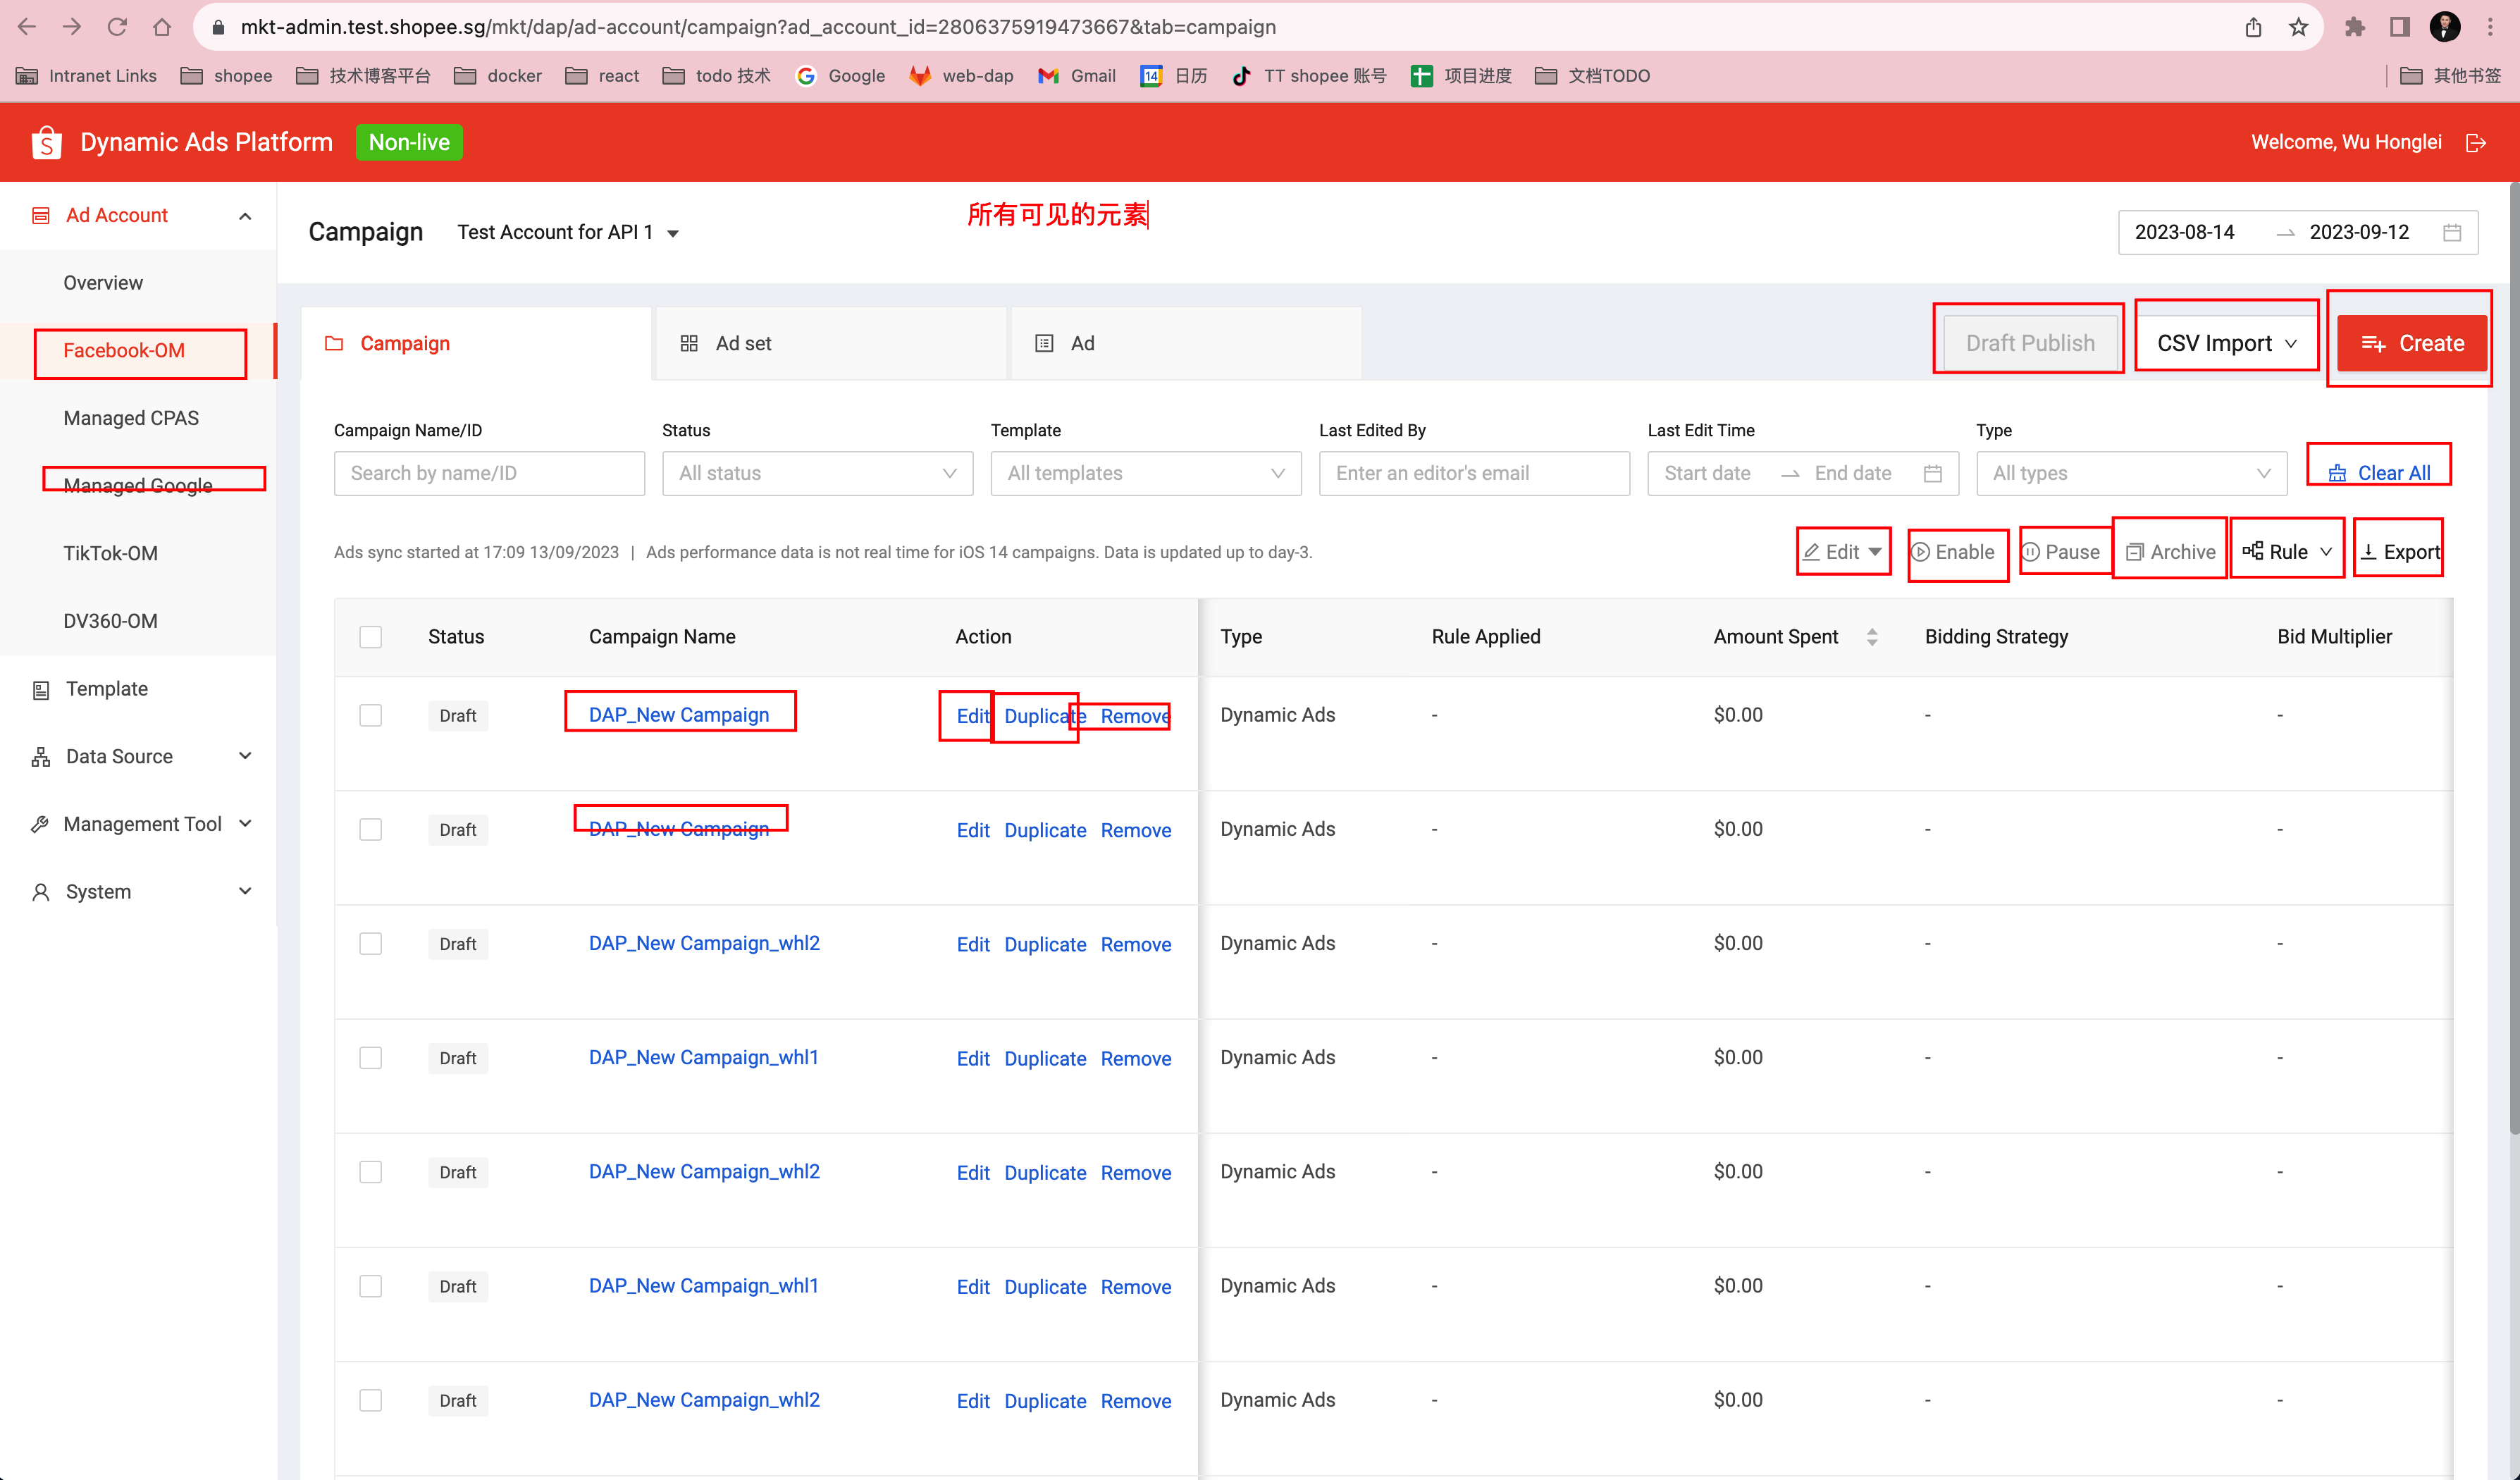 mkt-admin.test.shopee.sg/mkt/dap/ad-account/campaign?ad_account_id=2806375919473667&tab=campaign
Intranet Links shopee 技术博客平台 docker react todo 技术 Google web-dap Gmail 14 日历 TT shopee 账号 项目进度 文档TODO 其他书签
Dynamic Ads Platform Non-live Welcome, Wu Honglei
Ad Account
Overview
Facebook-OM
Managed CPAS
Managed Google
TikTok-OM
DV360-OM
Template
Data Source
Management Tool
System
所有可见的元素
Campaign Test Account for API 1 2023-08-14 2023-09-12
Campaign Ad set Ad Draft Publish CSV Import Create
Campaign Name/ID Status Template Last Edited By Last Edit Time Type
Search by name/ID All status All templates Enter an editor's email Start date End date All types Clear All
Ads sync started at 17:09 13/09/2023 | Ads performance data is not real time for iOS 14 campaigns. Data is updated up to day-3. Edit Enable Pause Archive Rule Export
Status Campaign Name Action Type Rule Applied Amount Spent Bidding Strategy Bid Multiplier
Draft DAP_New Campaign Edit Duplicate Remove Dynamic Ads - $0.00 - -
Draft DAP_New Campaign Edit Duplicate Remove Dynamic Ads - $0.00 - -
Draft DAP_New Campaign_whl2 Edit Duplicate Remove Dynamic Ads - $0.00 - -
Draft DAP_New Campaign_whl1 Edit Duplicate Remove Dynamic Ads - $0.00 - -
Draft DAP_New Campaign_whl2 Edit Duplicate Remove Dynamic Ads - $0.00 - -
Draft DAP_New Campaign_whl1 Edit Duplicate Remove Dynamic Ads - $0.00 - -
Draft DAP_New Campaign_whl2 Edit Duplicate Remove Dynamic Ads - $0.00 - -